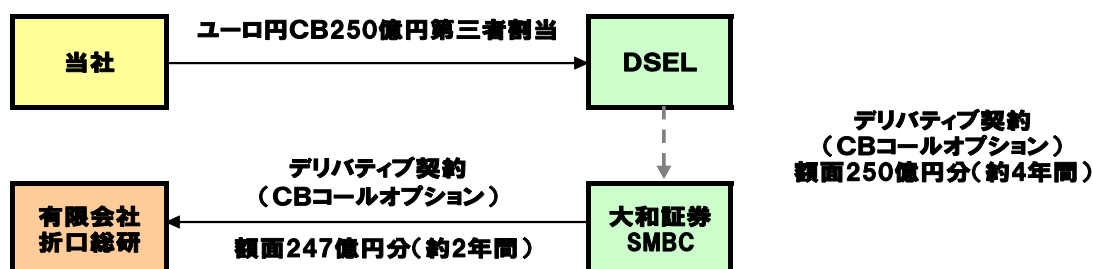 ユーロ円CB250億円第三者割当
当社
DSEL
デリバティブ契約
（CBコールオプション）
額面250億円分（約4年間）
デリバティブ契約
（CBコールオプション）
額面247億円分（約2年間）
有限会社
折口総研
大和証券
SMBC